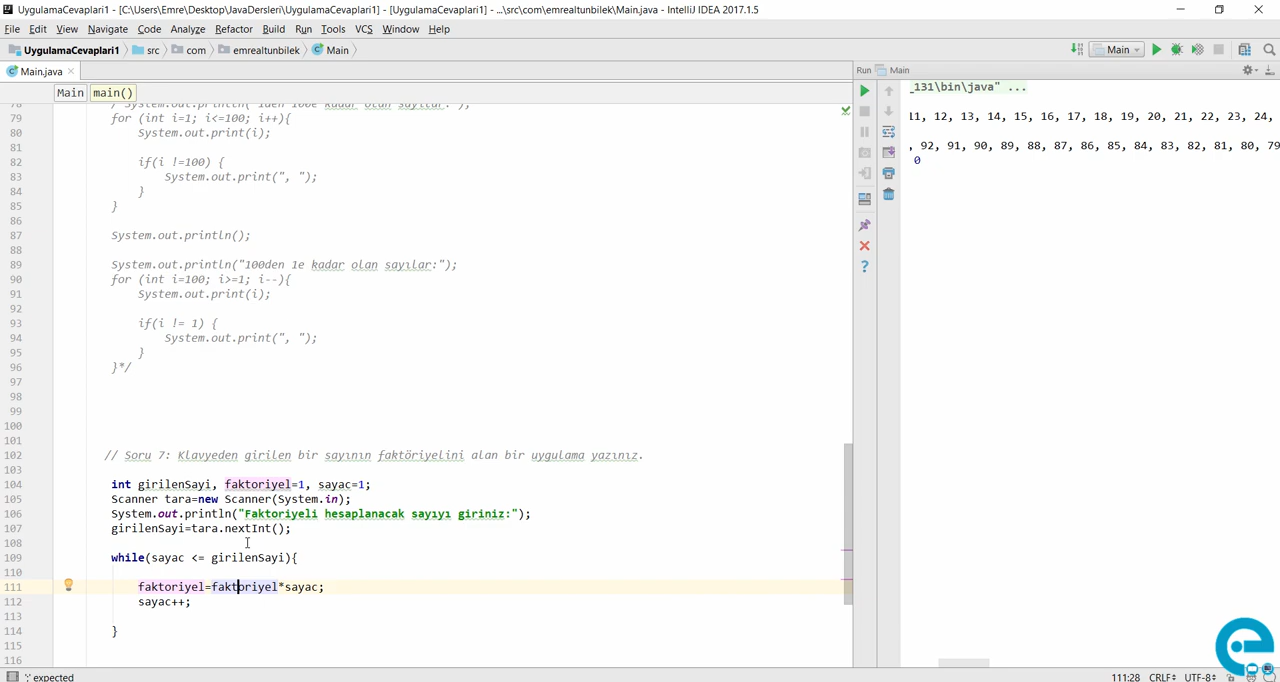 UygulamaCevaplari1 - [C:\Users\Emre\Desktop\JavaDersleri\UygulamaCevaplari1] - [UygulamaCevaplari1] - ...\src\com\emrealtunbilek\Main.java - IntelliJ IDEA 2017.1.5
File Edit View Navigate Code Analyze Refactor Build Run Tools VCS Window Help
UygulamaCevaplari1 src com emrealtunbilek Main
Main
Main.java
Run Main
Main main()
_131\bin\java" ...
11, 12, 13, 14, 15, 16, 17, 18, 19, 20, 21, 22, 23, 24,
, 92, 91, 90, 89, 88, 87, 86, 85, 84, 83, 82, 81, 80, 79
0
78 / System.out.println("1den 100e kadar olan sayılar:");
79 for (int i=1; i<=100; i++){
80 System.out.print(i);
81
82 if(i !=100) {
83 System.out.print(", ");
84 }
85 }
86
87 System.out.println();
88
89 System.out.println("100den 1e kadar olan sayılar:");
90 for (int i=100; i>=1; i--){
91 System.out.print(i);
92
93 if(i != 1) {
94 System.out.print(", ");
95 }
96 }*/
97
98
99
100
101
102 // Soru 7: Klavyeden girilen bir sayının faktöriyelini alan bir uygulama yazınız.
103
104 int girilenSayi, faktoriyel=1, sayac=1;
105 Scanner tara=new Scanner(System.in);
106 System.out.println("Faktoriyeli hesaplanacak sayıyı giriniz:");
107 girilenSayi=tara.nextInt();
108
109 while(sayac <= girilenSayi){
110
111 faktoriyel=faktoriyel*sayac;
112 sayac++;
113
114 }
115
116
';' expected
111:28 CRLF UTF-8